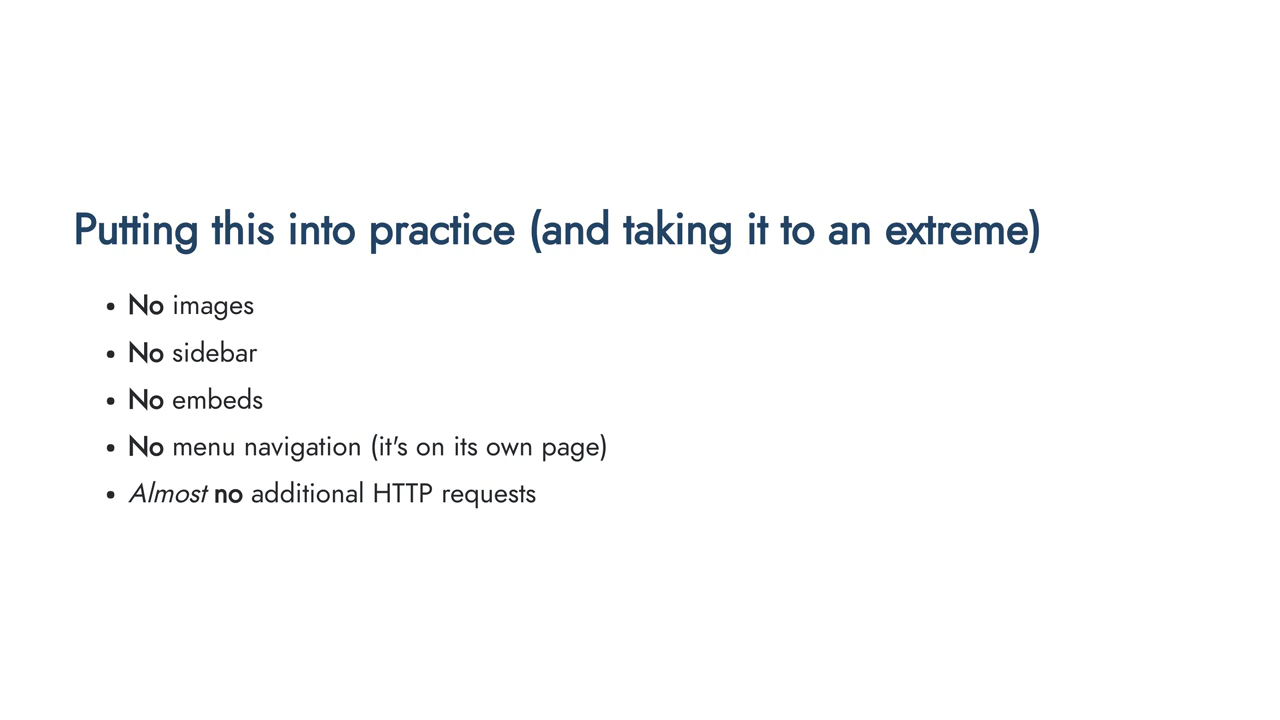 Putting this into practice (and taking it to an extreme)
• No images
• No sidebar
• No embeds
• No menu navigation (it's on its own page)
• Almost no additional HTTP requests